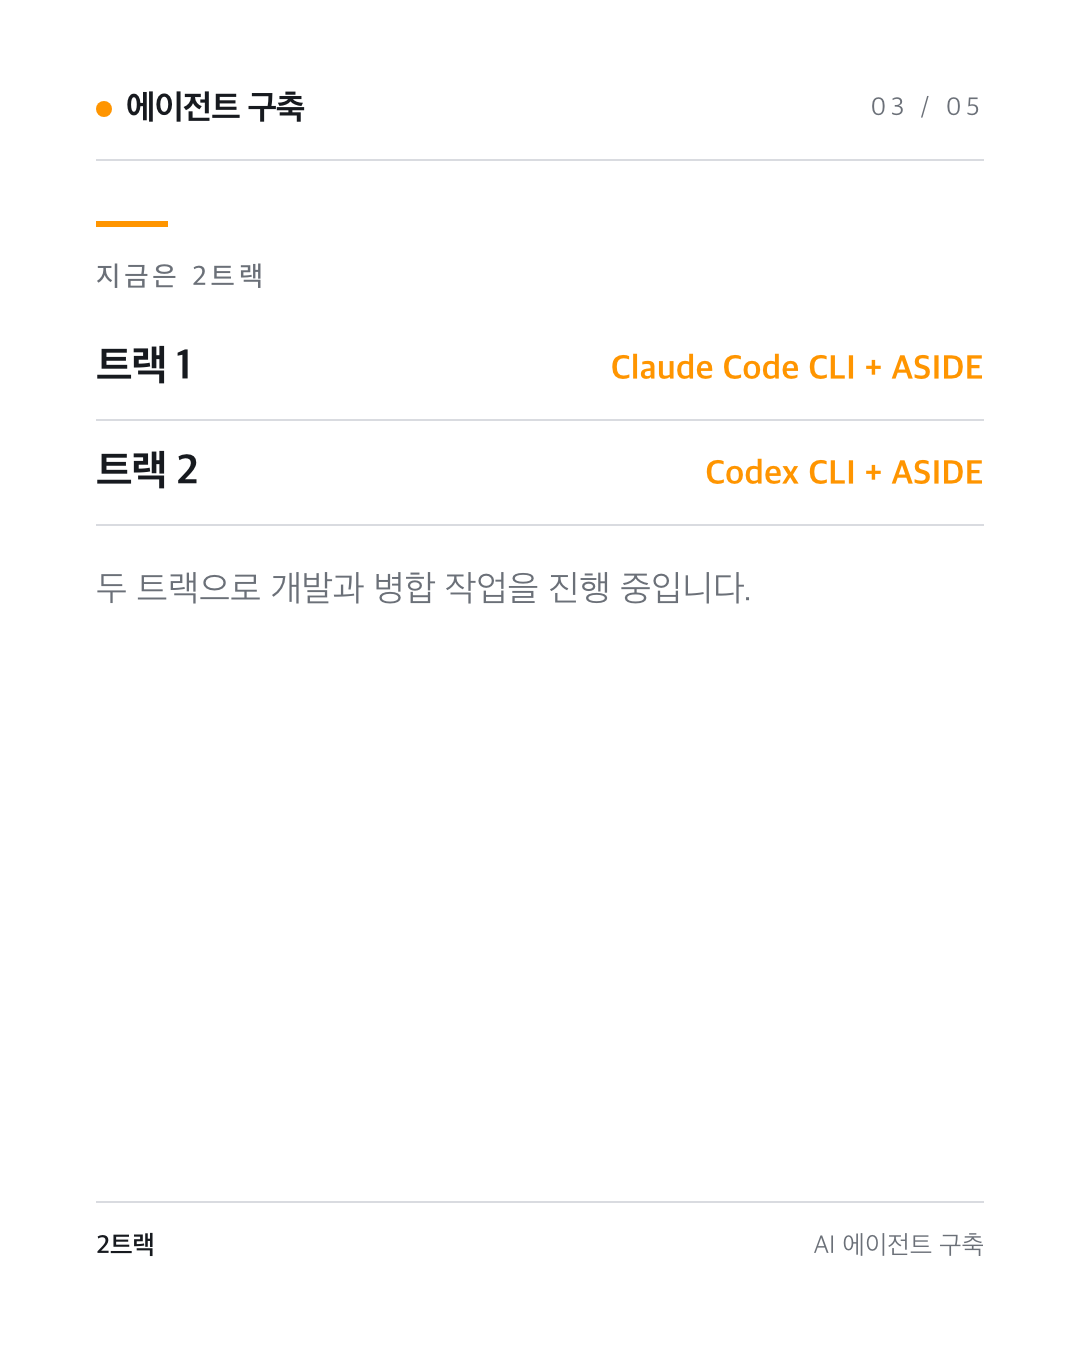 에이전트 구축
03 / 05
지금은 2트랙
트랙 1
Claude Code CLI + ASIDE
트랙 2
Codex CLI + ASIDE
두 트랙으로 개발과 병합 작업을 진행 중입니다.
2트랙
AI 에이전트 구축